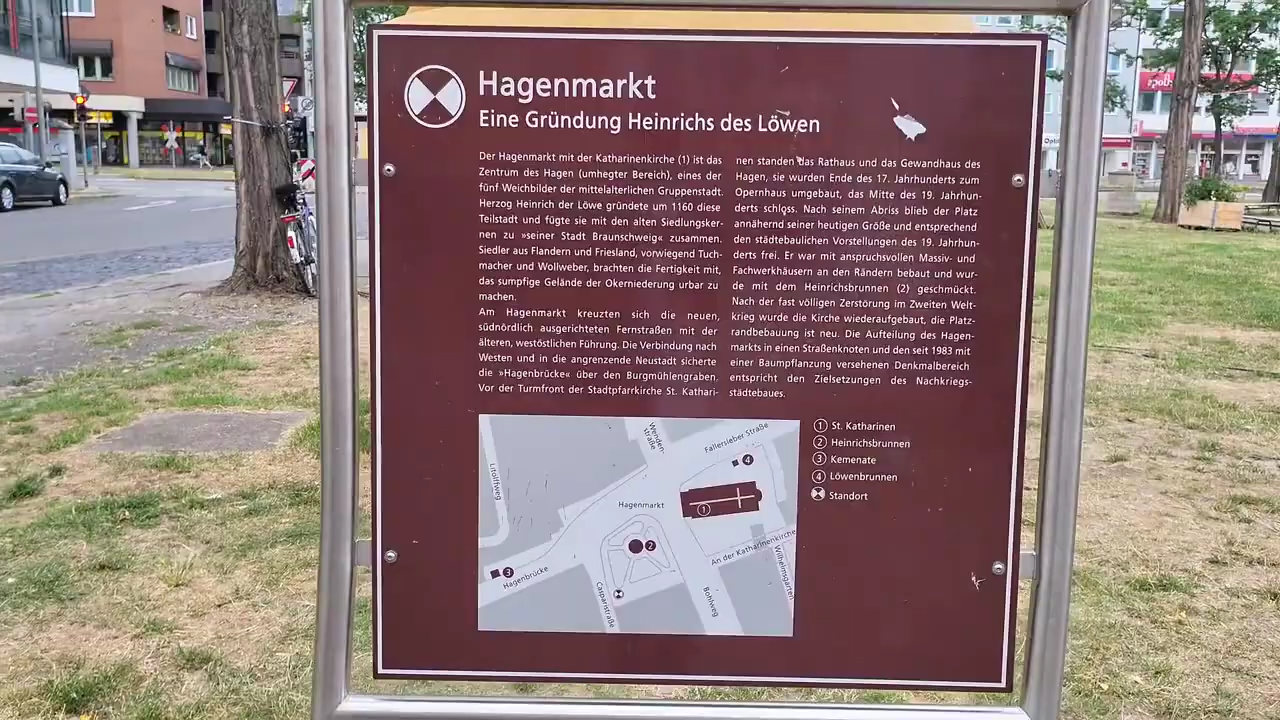 Hagenmarkt
Eine Gründung Heinrichs des Löwen
Der Hagenmarkt mit der Katharinenkirche (1) ist das
Zentrum des Hagen (umhegter Bereich), eines der
fünf Weichbilder der mittelalterlichen Gruppenstadt.
Herzog Heinrich der Löwe gründete um 1160 diese
Teilstadt und fügte sie mit den alten Siedlungsker-
nen zu »seiner Stadt Braunschweig« zusammen.
Siedler aus Flandern und Friesland, vorwiegend Tuch-
macher und Wollweber, brachten die Fertigkeit mit,
das sumpfige Gelände der Okerniederung urbar zu
machen.
Am Hagenmarkt kreuzten sich die neuen,
südnördlich ausgerichteten Fernstraßen mit der
älteren, westöstlichen Führung. Die Verbindung nach
Westen und in die angrenzende Neustadt sicherte
die »Hagenbrücke« über den Burgmühlengraben.
Vor der Turmfront der Stadtpfarrkirche St. Kathari-
nen standen das Rathaus und das Gewandhaus des
Hagen, sie wurden Ende des 17. Jahrhunderts zum
Opernhaus umgebaut, das Mitte des 19. Jahrhun-
derts schloss. Nach seinem Abriss blieb der Platz
annähernd seiner heutigen Größe und entsprechend
den städtebaulichen Vorstellungen des 19. Jahrhun-
derts frei. Er war mit anspruchsvollen Massiv- und
Fachwerkhäusern an den Rändern bebaut und wur-
de mit dem Heinrichsbrunnen (2) geschmückt.
Nach der fast völligen Zerstörung im Zweiten Welt-
krieg wurde die Kirche wiederaufgebaut, die Platz-
randbebauung ist neu. Die Aufteilung des Hagen-
markts in einen Straßenknoten und den seit 1983 mit
einer Baumpflanzung versehenen Denkmalbereich
entspricht den Zielsetzungen des Nachkriegs-
städtebaues.
Wenden-
straße
Fallersleber Straße
4
Litolffweg
Hagenmarkt
1
2
An der Katharinenkirche
3
Hagenbrücke
Casparistraße
Bohlweg
Wilhelmsgarten
1 St. Katharinen
2 Heinrichsbrunnen
3 Kemenate
4 Löwenbrunnen
Standort